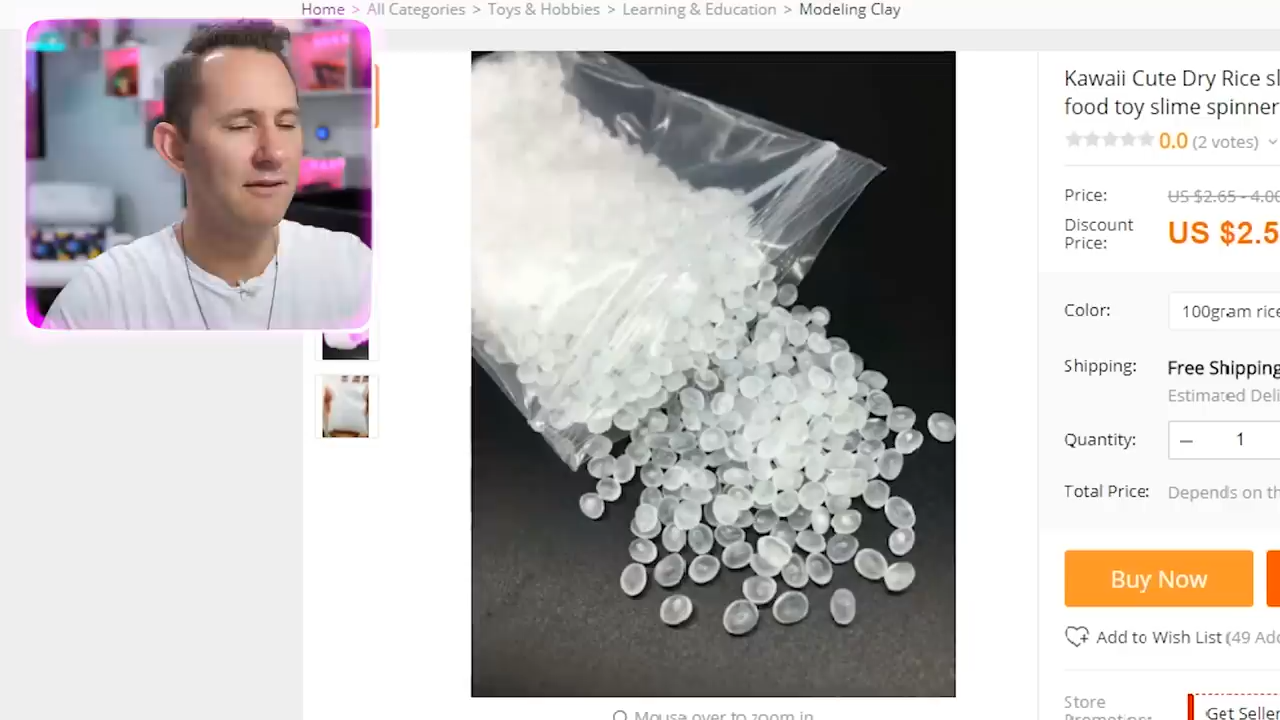 Home > All Categories > Toys & Hobbies > Learning & Education > Modeling Clay
Kawaii Cute Dry Rice sl
food toy slime spinner
0.0 (2 votes)
Price: US $2.65 - 4.00
Discount Price: US $2.5
Color: 100gram rice
Shipping: Free Shipping
Estimated Deli
Quantity: 1
Total Price: Depends on th
Buy Now
Add to Wish List (49 Add
Store
Get Seller
Mouse over to zoom in